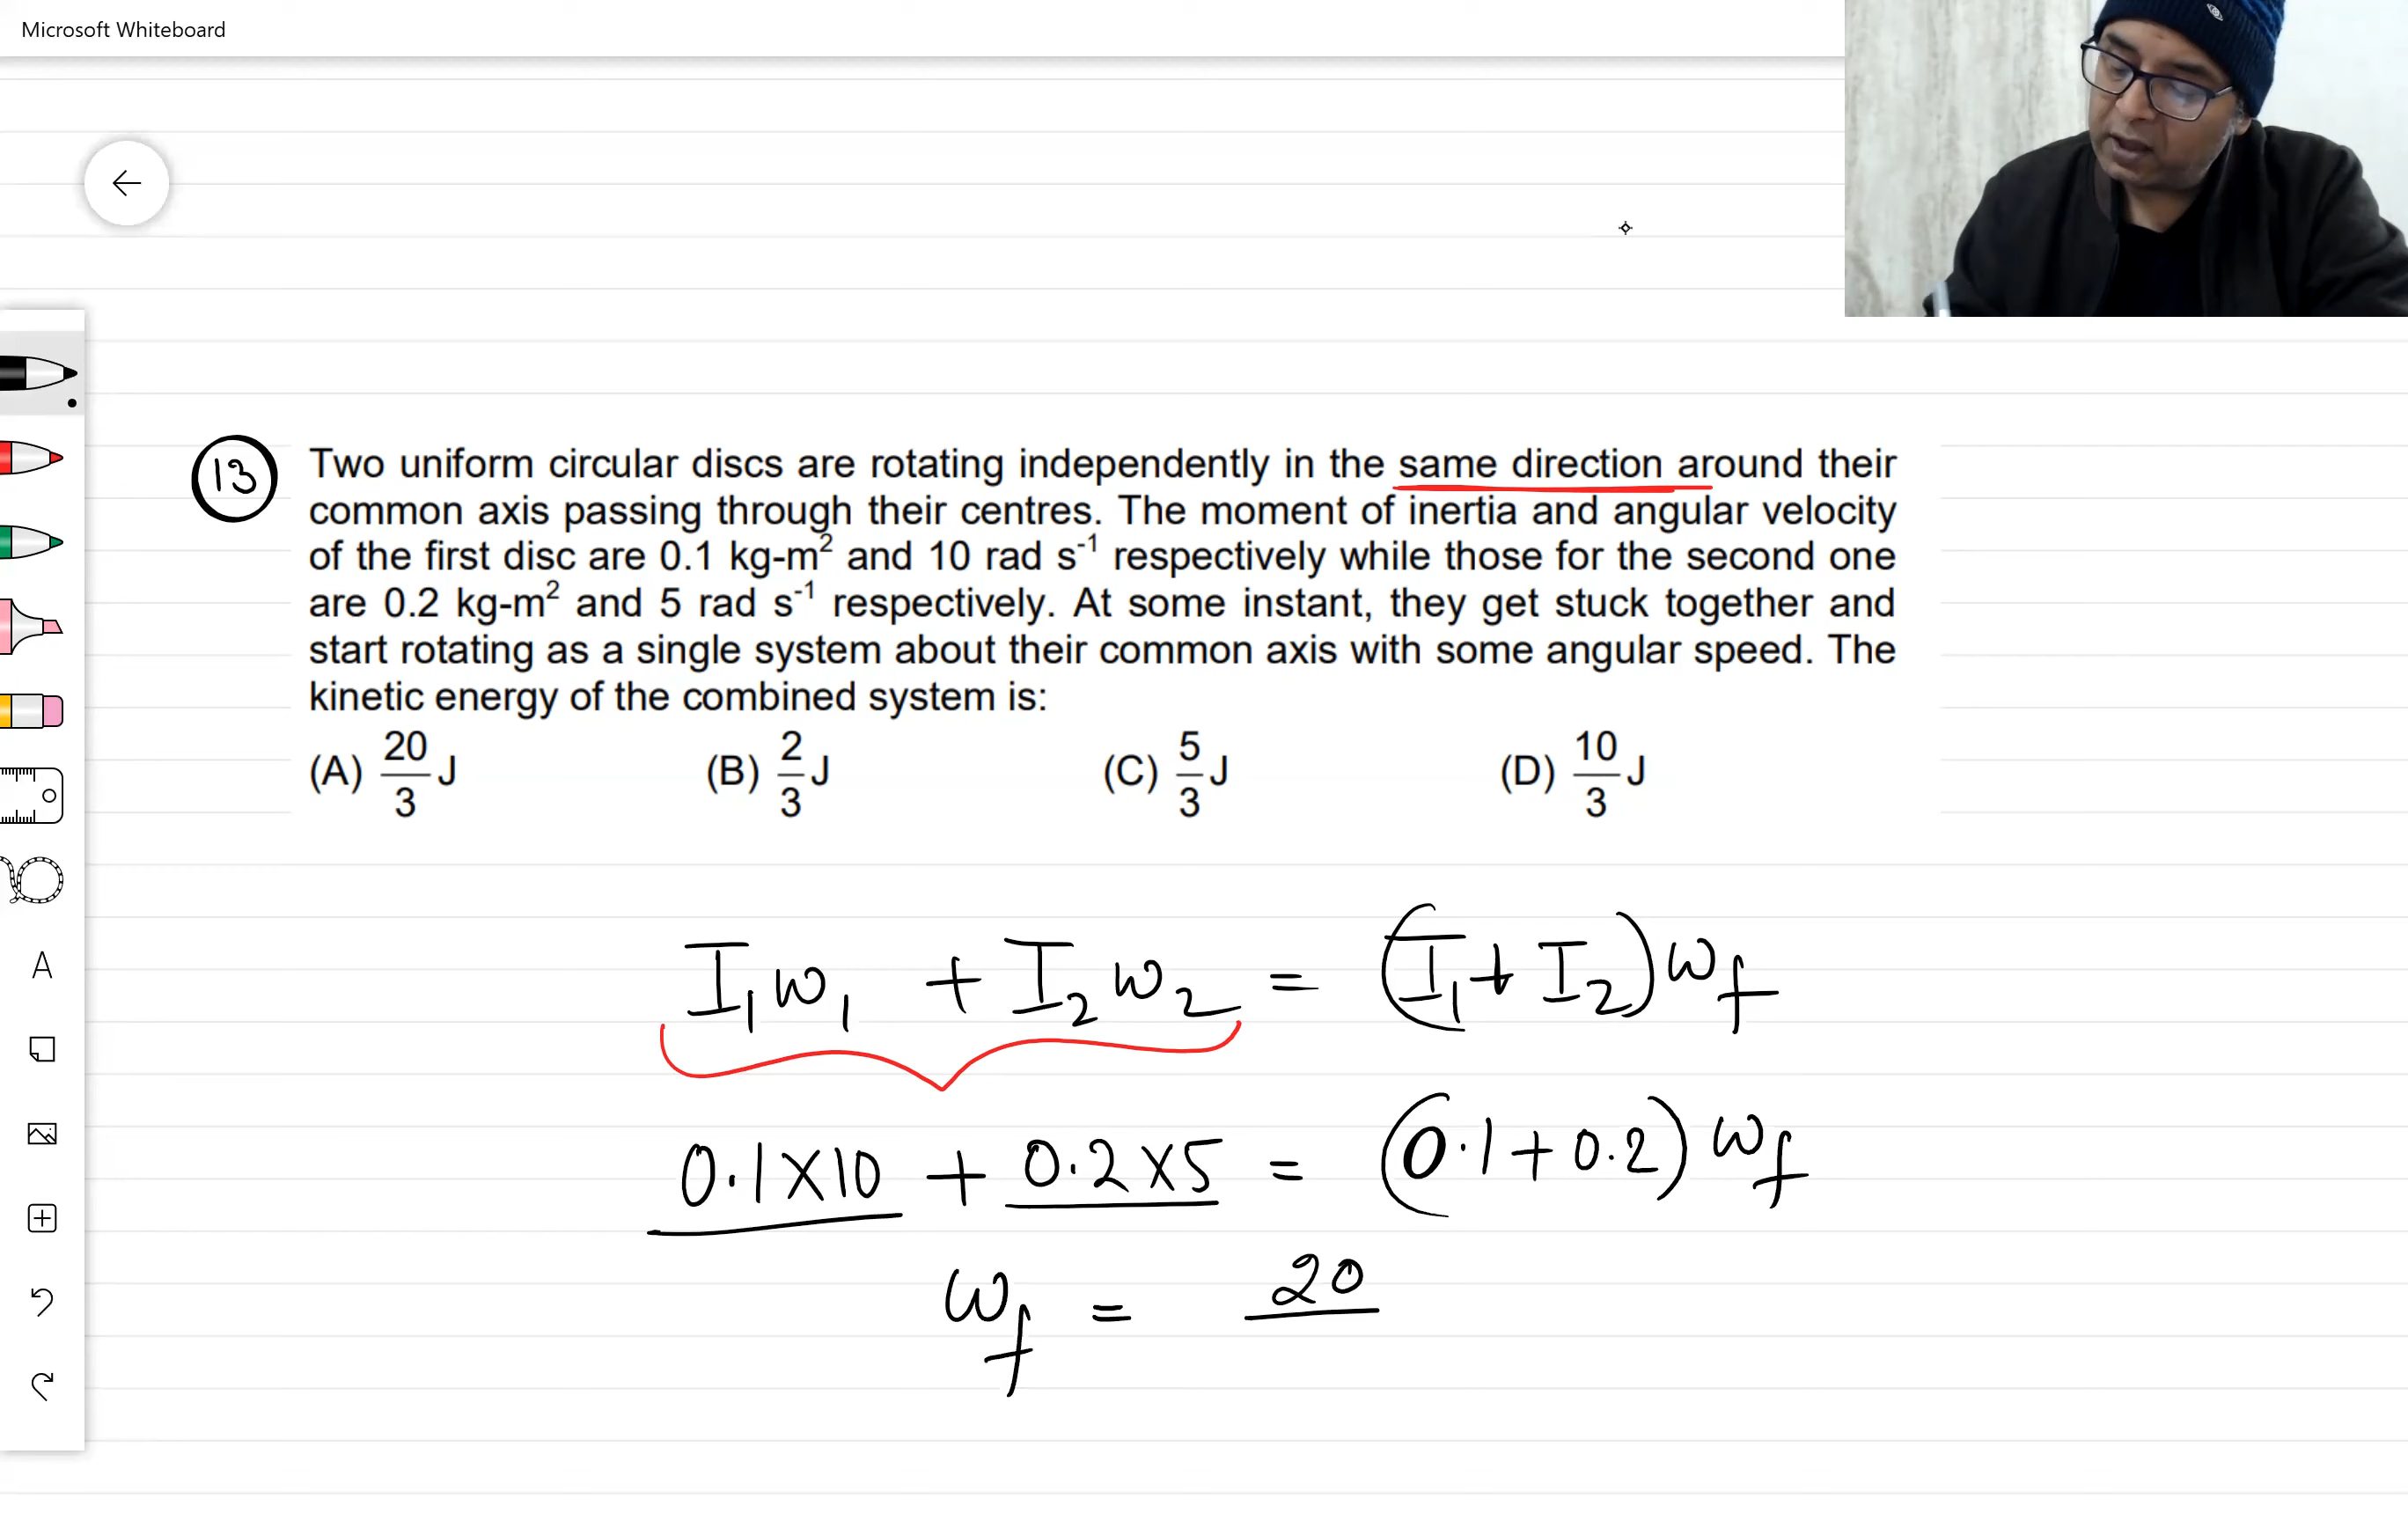 Microsoft Whiteboard
13
Two uniform circular discs are rotating independently in the same direction around their
common axis passing through their centres. The moment of inertia and angular velocity
of the first disc are 0.1 kg-m² and 10 rad s⁻¹ respectively while those for the second one
are 0.2 kg-m² and 5 rad s⁻¹ respectively. At some instant, they get stuck together and
start rotating as a single system about their common axis with some angular speed. The
kinetic energy of the combined system is:
(A) 20/3 J (B) 2/3 J (C) 5/3 J (D) 10/3 J
I₁ω₁ + I₂ω₂ = (I₁ + I₂)ω_f
0.1×10 + 0.2×5 = (0.1+0.2) ω_f
ω_f = 20
A